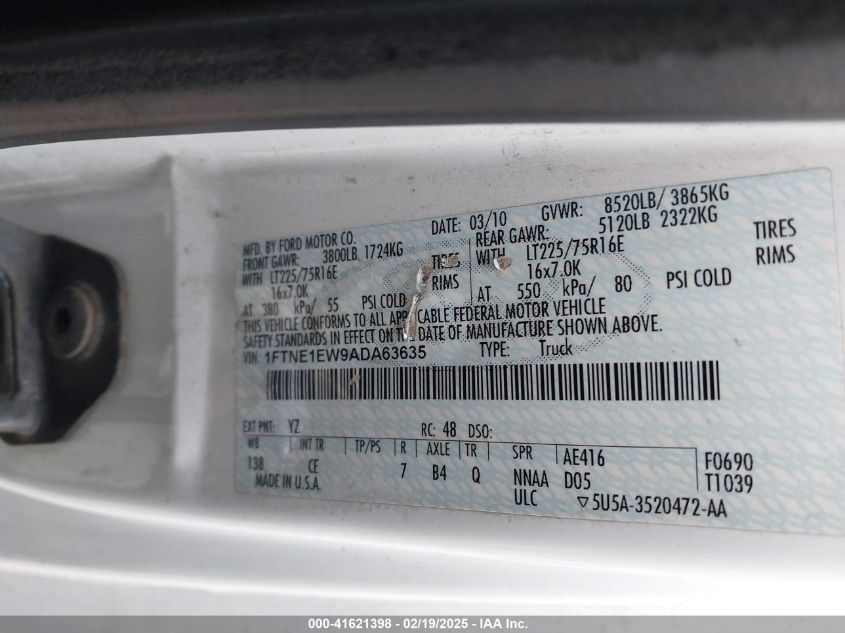 MFD. BY FORD MOTOR CO.
DATE: 03/10 GVWR: 8520LB/ 3865KG
FRONT GAWR: 3800LB 1724KG
REAR GAWR: 5120LB 2322KG
WITH LT225/75R16E TIRES
WITH LT225/75R16E TIRES
16x7.0K RIMS
16x7.0K RIMS
AT 380 kPa/ 55 PSI COLD
AT 550 kPa/ 80 PSI COLD
THIS VEHICLE CONFORMS TO ALL APPLICABLE FEDERAL MOTOR VEHICLE
SAFETY STANDARDS IN EFFECT ON THE DATE OF MANUFACTURE SHOWN ABOVE.
VIN: 1FTNE1EW9ADA63635 TYPE: Truck
EXT PNT: YZ RC: 48 DSO:
WB INT TR TP/PS R AXLE TR SPR AE416 F0690
138 CE 7 B4 Q NNAA D05 T1039
MADE IN U.S.A. ULC ▽5U5A-3520472-AA
000-41621398 - 02/19/2025 - IAA Inc.